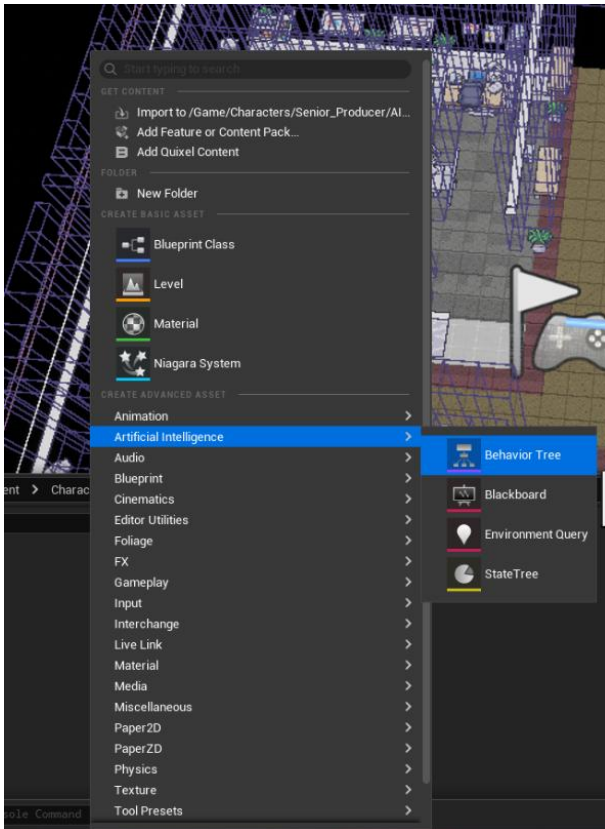 Start typing to search
GET CONTENT
Import to /Game/Characters/Senior_Producer/AI...
Add Feature or Content Pack...
Add Quixel Content
FOLDER
New Folder
CREATE BASIC ASSET
Blueprint Class
Level
Material
Niagara System
CREATE ADVANCED ASSET
Animation
Artificial Intelligence
Behavior Tree
Blackboard
Environment Query
StateTree
Audio
Blueprint
Cinematics
Editor Utilities
Foliage
FX
Gameplay
Input
Interchange
Live Link
Material
Media
Miscellaneous
Paper2D
PaperZD
Physics
Texture
Tool Presets
ent > Charac
sole Command